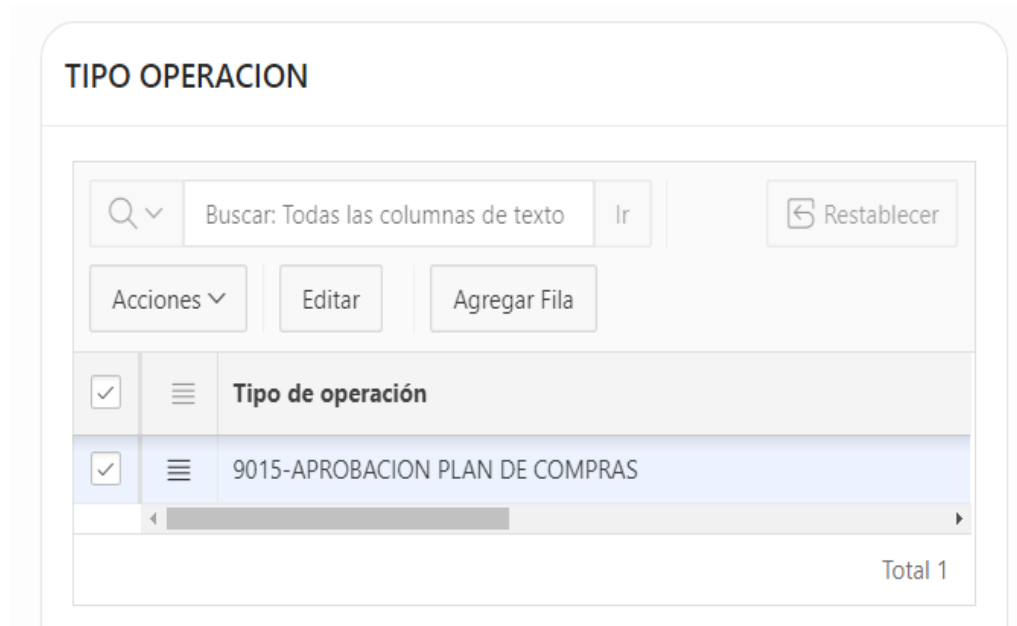 TIPO OPERACION
Buscar: Todas las columnas de texto
Ir
Restablecer
Acciones
Editar
Agregar Fila
Tipo de operación
9015-APROBACION PLAN DE COMPRAS
Total 1